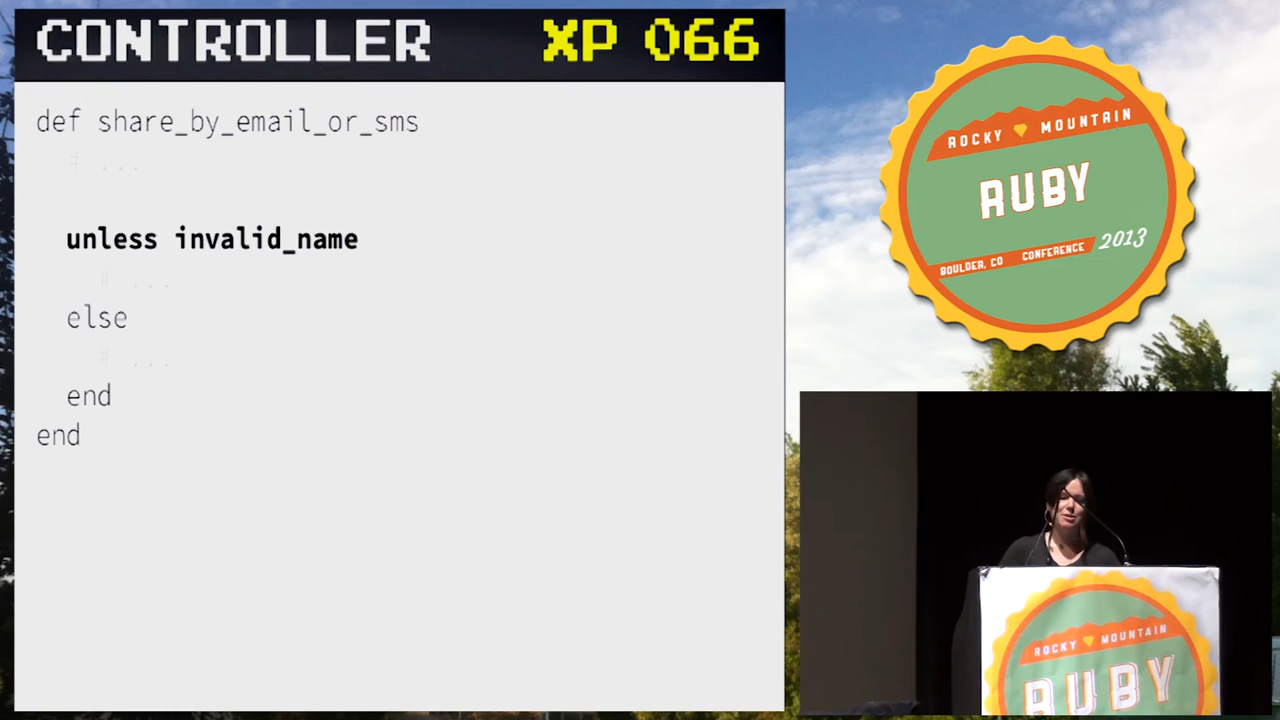 CONTROLLER XP 066
def share_by_email_or_sms
# ...
unless invalid_name
# ...
else
# ...
end
end
ROCKY MOUNTAIN
RUBY
BOULDER, CO CONFERENCE 2013
ROCKY MOUNTAIN
RUBY